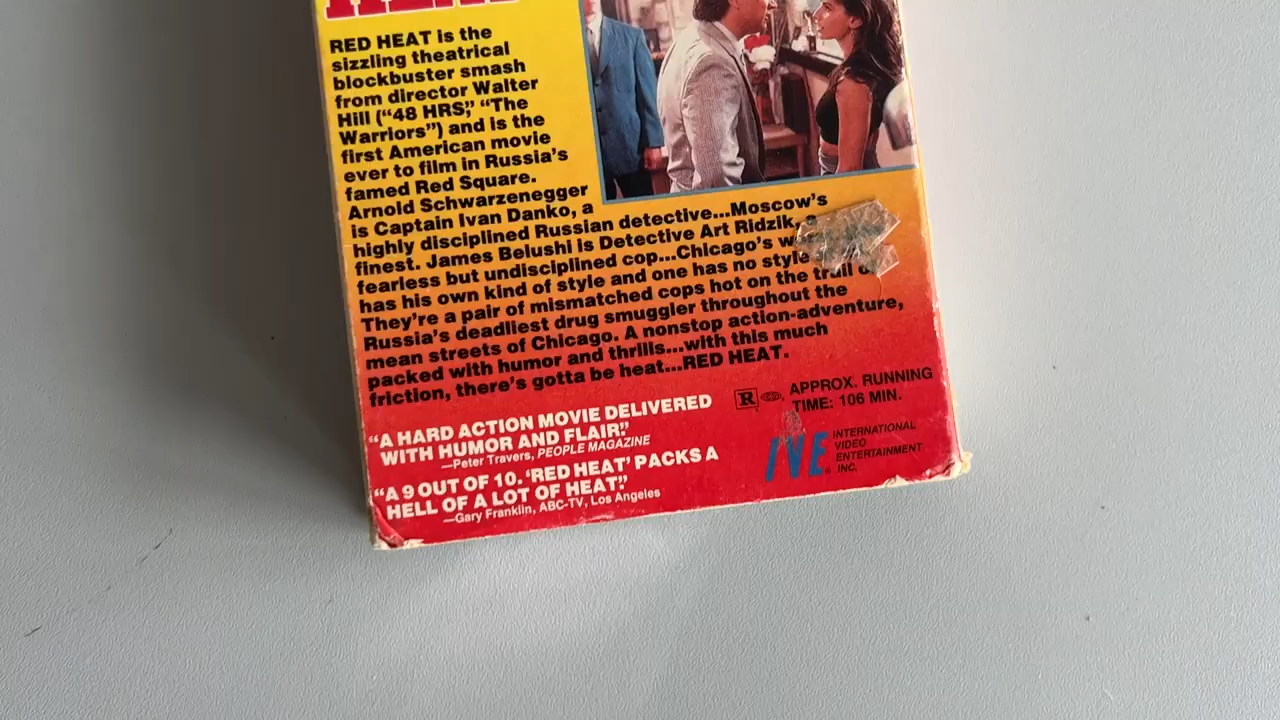 RED HEAT is the
sizzling theatrical
blockbuster smash
from director Walter
Hill (“48 HRS,” “The
Warriors”) and is the
first American movie
ever to film in Russia’s
famed Red Square.
Arnold Schwarzenegger
is Captain Ivan Danko, a
highly disciplined Russian detective...Moscow’s
finest. James Belushi is Detective Art Ridzik, a
fearless but undisciplined cop...Chicago’s
has his own kind of style and one has no style
They’re a pair of mismatched cops hot on the trail
Russia’s deadliest drug smuggler throughout the
mean streets of Chicago. A nonstop action-adventure,
packed with humor and thrills...with this much
friction, there’s gotta be heat...RED HEAT.
“A HARD ACTION MOVIE DELIVERED
WITH HUMOR AND FLAIR.”
—Peter Travers, PEOPLE MAGAZINE
“A 9 OUT OF 10. ‘RED HEAT’ PACKS A
HELL OF A LOT OF HEAT.”
—Gary Franklin, ABC-TV, Los Angeles
R
APPROX. RUNNING
TIME: 106 MIN.
IVE
INTERNATIONAL
VIDEO
ENTERTAINMENT
INC.